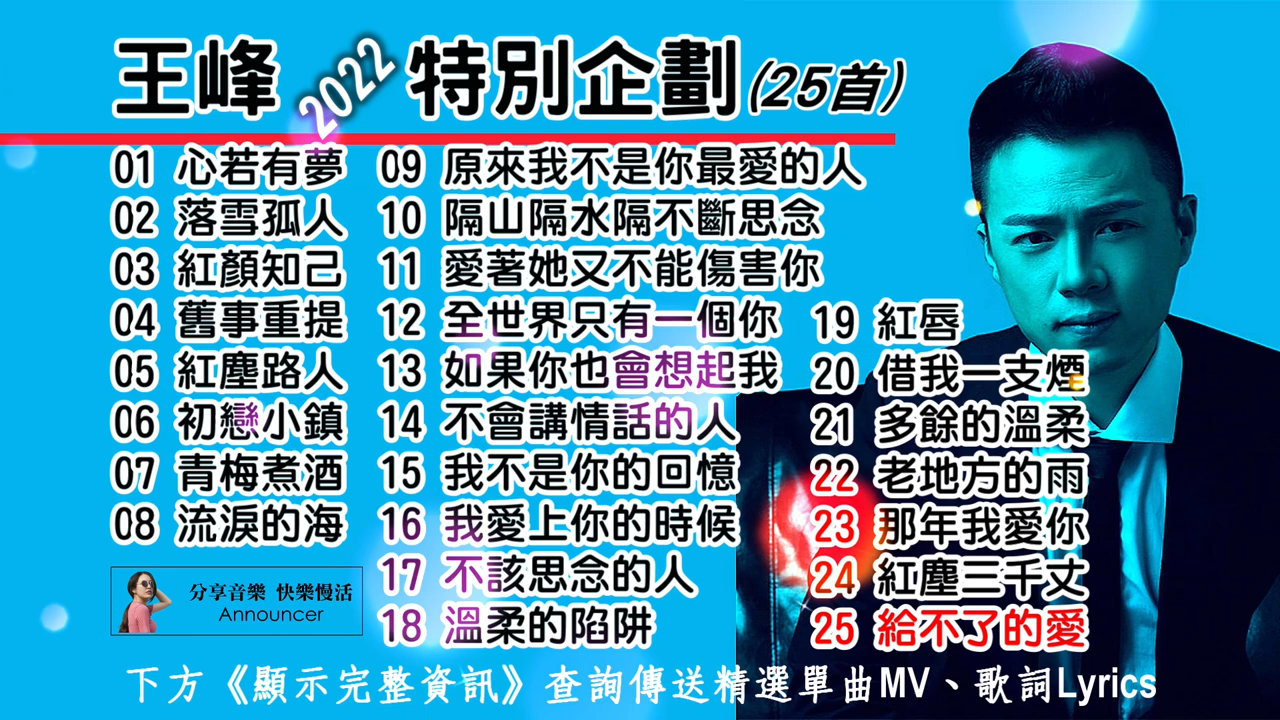 王峰 2022 特別企劃 (25首)
01 心若有夢
02 落雪孤人
03 紅顏知己
04 舊事重提
05 紅塵路人
06 初戀小鎮
07 青梅煮酒
08 流淚的海
09 原來我不是你最愛的人
10 隔山隔水隔不斷思念
11 愛著她又不能傷害你
12 全世界只有一個你
13 如果你也會想起我
14 不會講情話的人
15 我不是你的回憶
16 我愛上你的時候
17 不該思念的人
18 溫柔的陷阱
19 紅唇
20 借我一支煙
21 多餘的溫柔
22 老地方的雨
23 那年我愛你
24 紅塵三千丈
25 給不了的愛
分享音樂 快樂慢活
Announcer
下方《顯示完整資訊》查詢傳送精選單曲MV、歌詞Lyrics